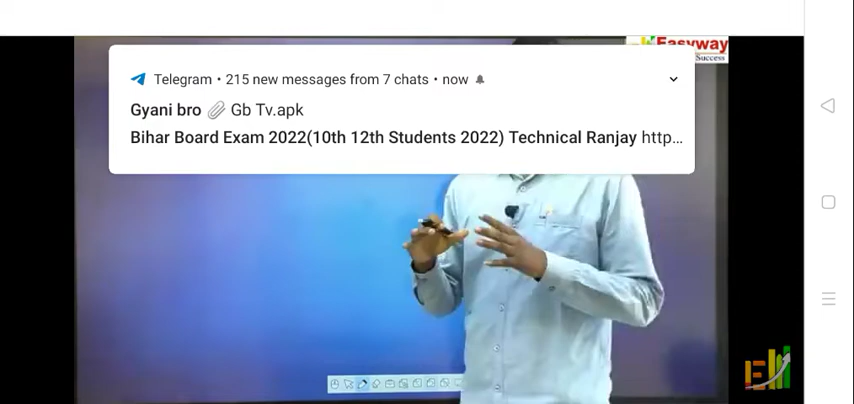 Easyway
Success
Telegram • 215 new messages from 7 chats • now
Gyani bro Gb Tv.apk
Bihar Board Exam 2022(10th 12th Students 2022) Technical Ranjay http...